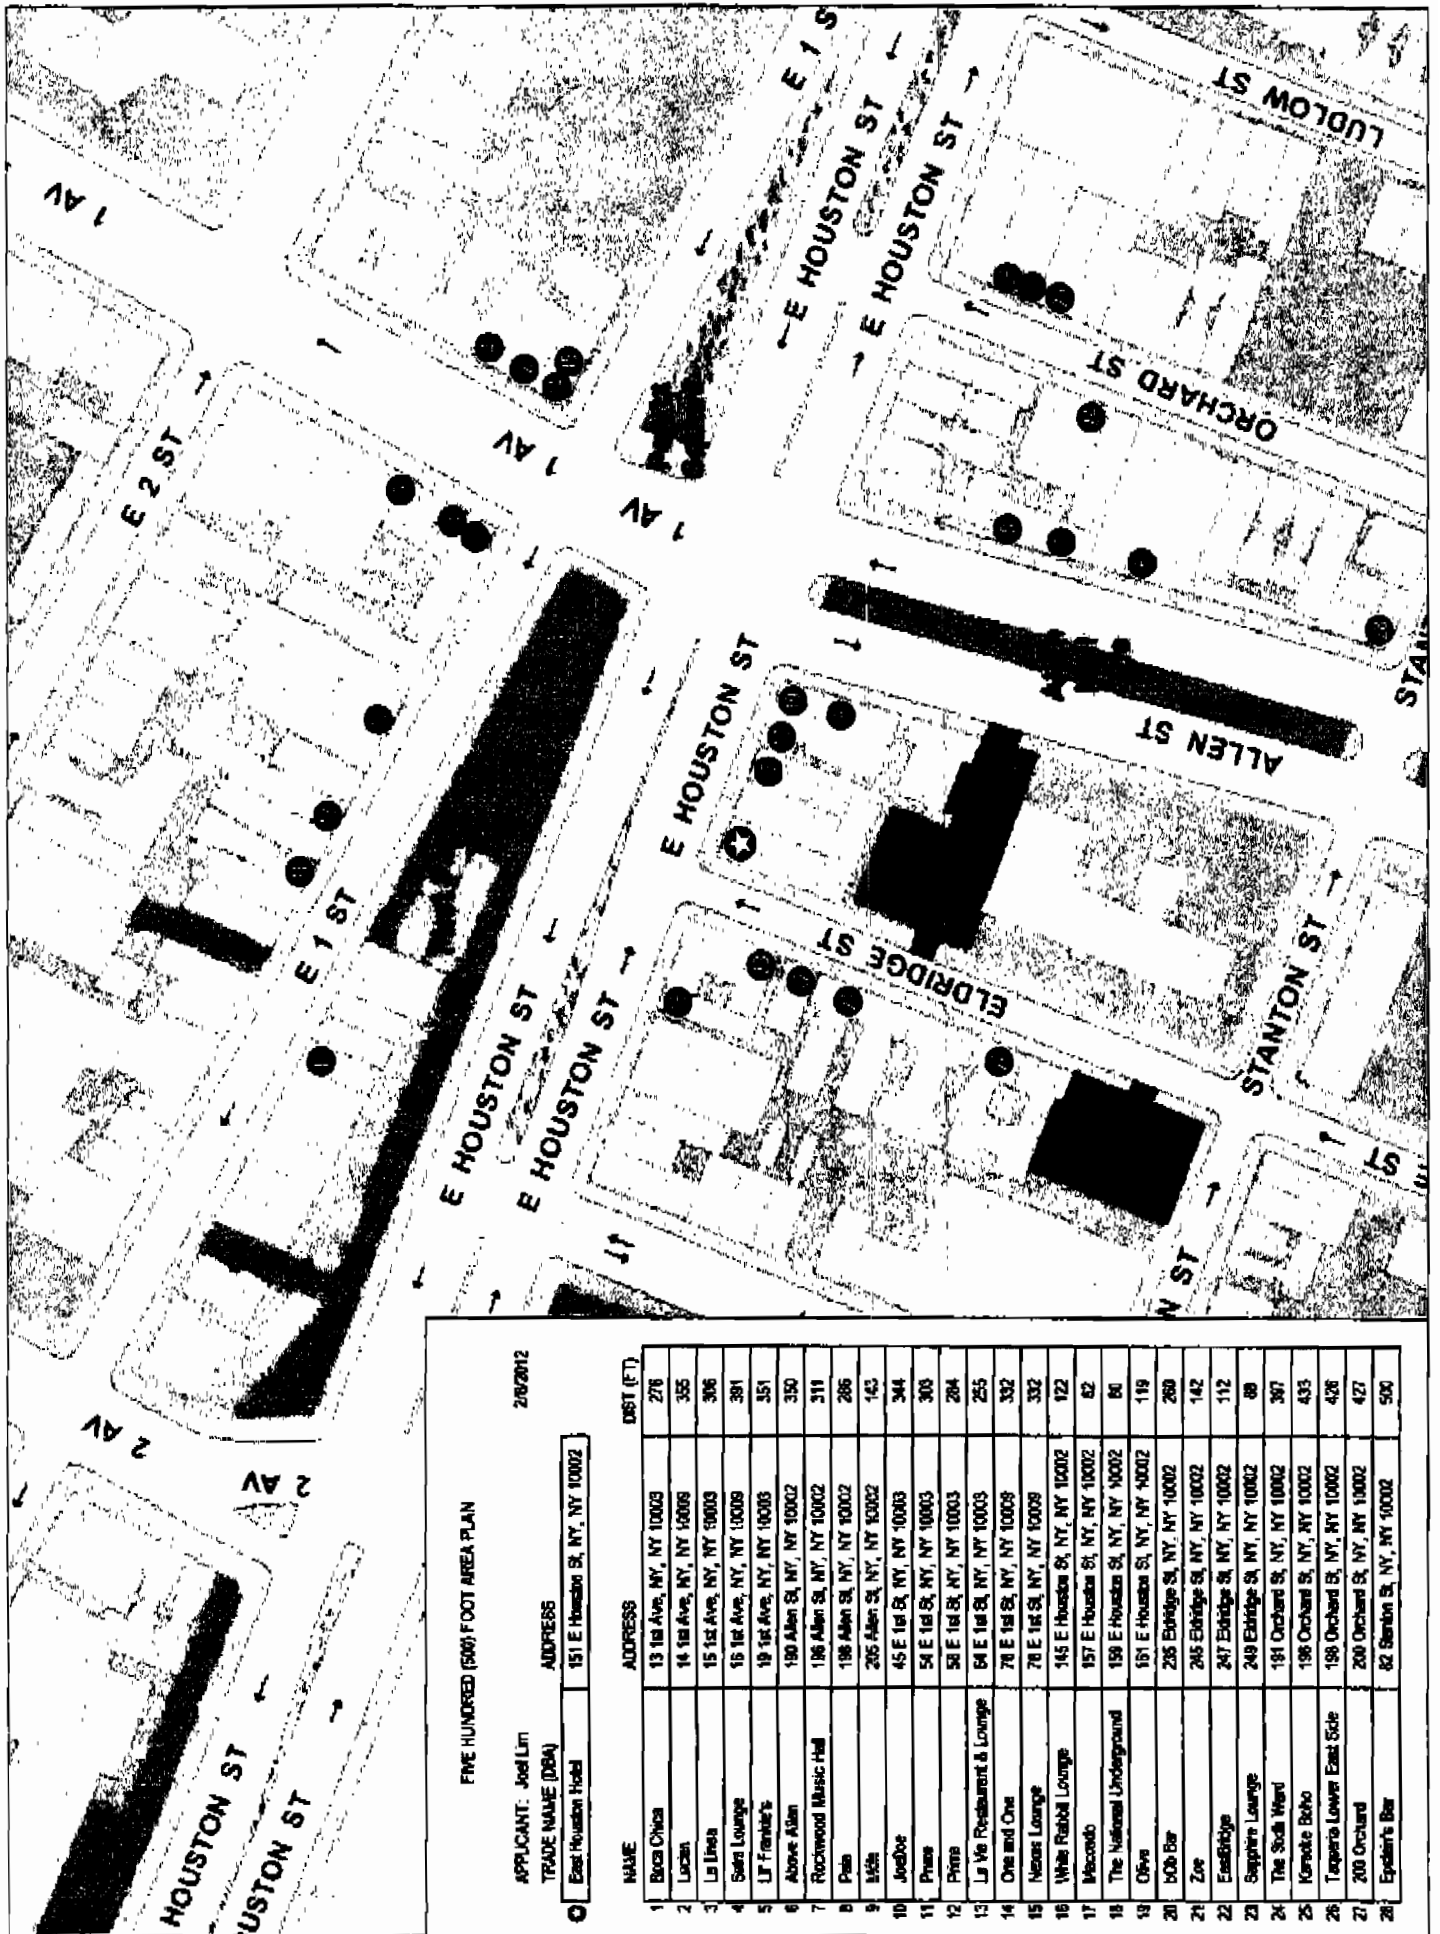 FIVE HUNDRED (500) FOOT AREA PLAN
APPLICANT: Joel Lim 2/8/2012
TRADE NAME (DBA) ADDRESS
East Houston Hotel 151 E Houston St, NY, NY 10002
NAME ADDRESS DIST (FT)
1 Boca Chica 13 1st Ave, NY, NY 10003 276
2 Lucien 14 1st Ave, NY, NY 10009 355
3 La Linea 15 1st Ave, NY, NY 10003 306
4 Saint Lounge 16 1st Ave, NY, NY 10009 391
5 Lil' Frankie's 19 1st Ave, NY, NY 10003 351
6 Above Allen 190 Allen St, NY, NY 10002 350
7 Rockwood Music Hall 196 Allen St, NY, NY 10002 311
8 Pala 198 Allen St, NY, NY 10002 286
9 205 Allen St, NY, NY 10002 143
10 JoeDoe 45 E 1st St, NY, NY 10003 344
11 Prune 54 E 1st St, NY, NY 10003 303
12 Prima 58 E 1st St, NY, NY 10003 284
13 La Vie Restaurant & Lounge 64 E 1st St, NY, NY 10003 255
14 One and One 76 E 1st St, NY, NY 10009 332
15 Nexus Lounge 76 E 1st St, NY, NY 10009 332
16 White Rabbit Lounge 145 E Houston St, NY, NY 10002 122
17 Macondo 157 E Houston St, NY, NY 10002 62
18 The National Underground 159 E Houston St, NY, NY 10002 80
19 Oliva 161 E Houston St, NY, NY 10002 119
20 bOb Bar 235 Eldridge St, NY, NY 10002 260
21 Zoe 245 Eldridge St, NY, NY 10002 142
22 EastBridge 247 Eldridge St, NY, NY 10002 112
23 Sapphire Lounge 249 Eldridge St, NY, NY 10002 88
24 The Sixth Ward 191 Orchard St, NY, NY 10002 397
25 Karaoke Boho 196 Orchard St, NY, NY 10002 433
26 Taqueria Lower East Side 198 Orchard St, NY, NY 10002 426
27 200 Orchard 200 Orchard St, NY, NY 10002 427
28 Epstein's Bar 82 Stanton St, NY, NY 10002 500
HOUSTON ST
USTON ST
2 AV
2 AV
E HOUSTON ST
E HOUSTON ST
E 1 ST
E 2 ST
1 AV
1 AV
1 AV
E 1 S
E HOUSTON ST
E HOUSTON ST
E HOUSTON ST
ELDRIDGE ST
ALLEN ST
ORCHARD ST
LUDLOW ST
STANTON ST
STAN
N ST
ST